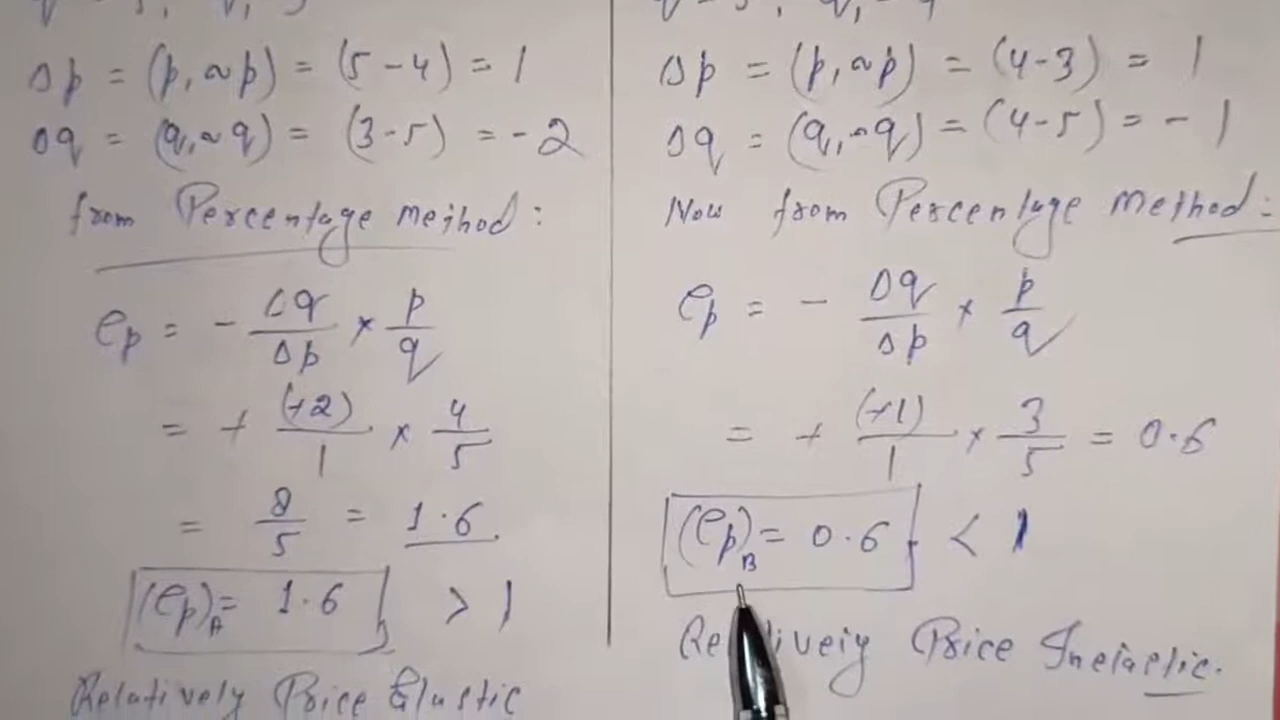 Δp = (p₁ ~ p) = (5 - 4) = 1
Δq = (q₁ ~ q) = (3 - 5) = - 2
from Percentage method :
ep = - Δq/Δp × p/q
= + (+2)/1 × 4/5
= 8/5 = 1.6
(ep)A = 1.6 > 1
Relatively Price Elastic
Δp = (p₁ ~ p) = (4 - 3) = 1
Δq = (q₁ ~ q) = (4 - 5) = - 1
Now from Percentage Method :
ep = - Δq/Δp × p/q
= + (+1)/1 × 3/5 = 0.6
(ep)B = 0.6 < 1
Price Inelastic.